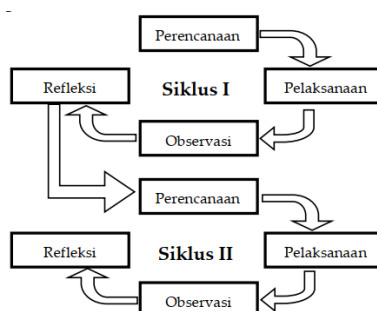 Perencanaan
Refleksi
Siklus I
Pelaksanaan
Observasi
Perencanaan
Refleksi
Siklus II
Pelaksanaan
Observasi